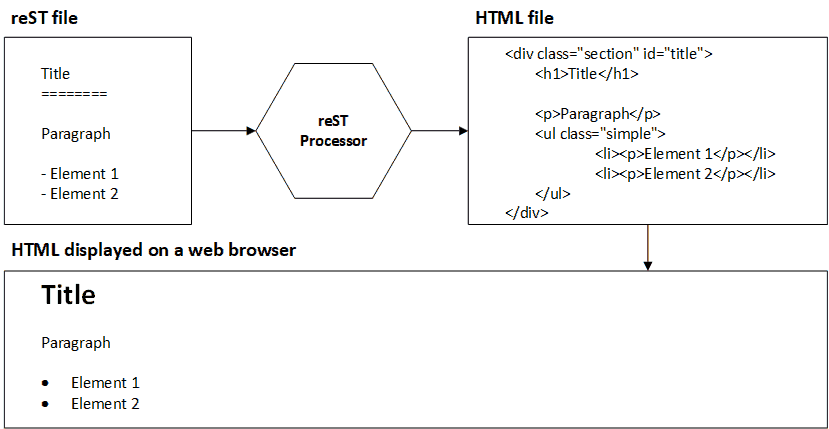 reST file
Title
========
Paragraph
- Element 1
- Element 2
reST
Processor
HTML file
<div class="section" id="title">
<h1>Title</h1>
<p>Paragraph</p>
<ul class="simple">
<li><p>Element 1</p></li>
<li><p>Element 2</p></li>
</ul>
</div>
HTML displayed on a web browser
Title
Paragraph
• Element 1
• Element 2